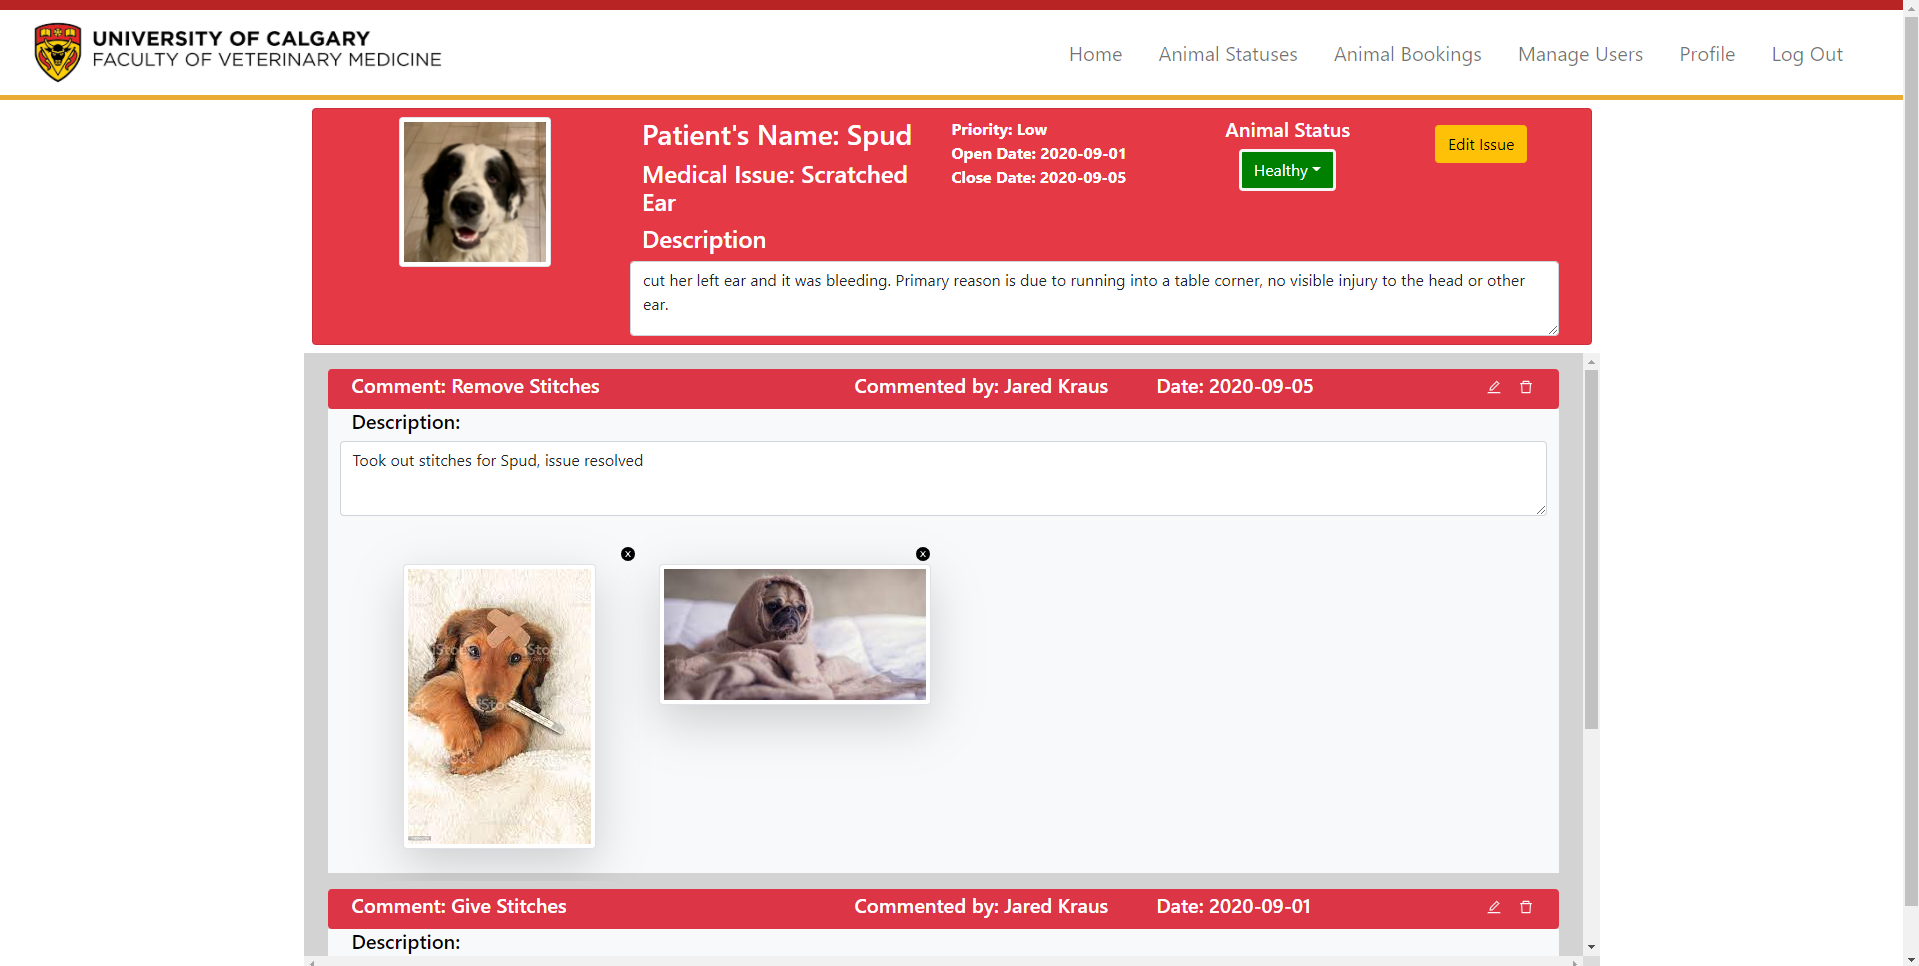 UNIVERSITY OF CALGARY
FACULTY OF VETERINARY MEDICINE
Home Animal Statuses Animal Bookings Manage Users Profile Log Out
Patient's Name: Spud
Medical Issue: Scratched
Ear
Priority: Low
Open Date: 2020-09-01
Close Date: 2020-09-05
Animal Status
Healthy
Edit Issue
Description
cut her left ear and it was bleeding. Primary reason is due to running into a table corner, no visible injury to the head or other
ear.
Comment: Remove Stitches Commented by: Jared Kraus Date: 2020-09-05
Description:
Took out stitches for Spud, issue resolved
iStock
iStock
Comment: Give Stitches Commented by: Jared Kraus Date: 2020-09-01
Description: